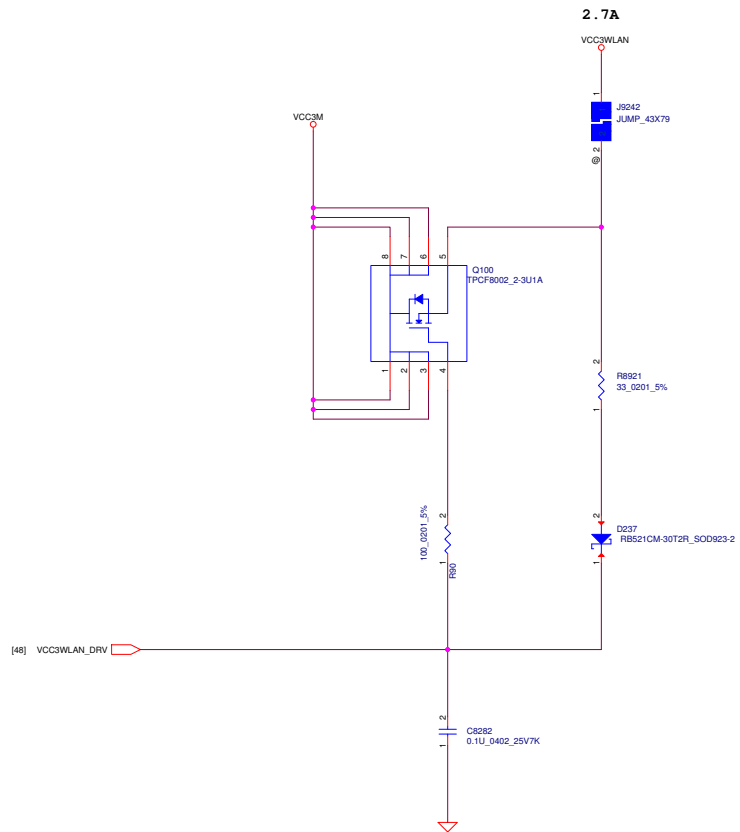 2.7A
VCC3WLAN
1
J9242
JUMP_43X79
2
@
VCC3M
8
7
6
5
Q100
TPCF8002_2-3U1A
1
2
3
4
2
R8921
33_0201_5%
1
2
100_0201_5%
1
R90
2
D237
RB521CM-30T2R_SOD923-2
1
[48] VCC3WLAN_DRV
2
C8282
0.1U_0402_25V7K
1